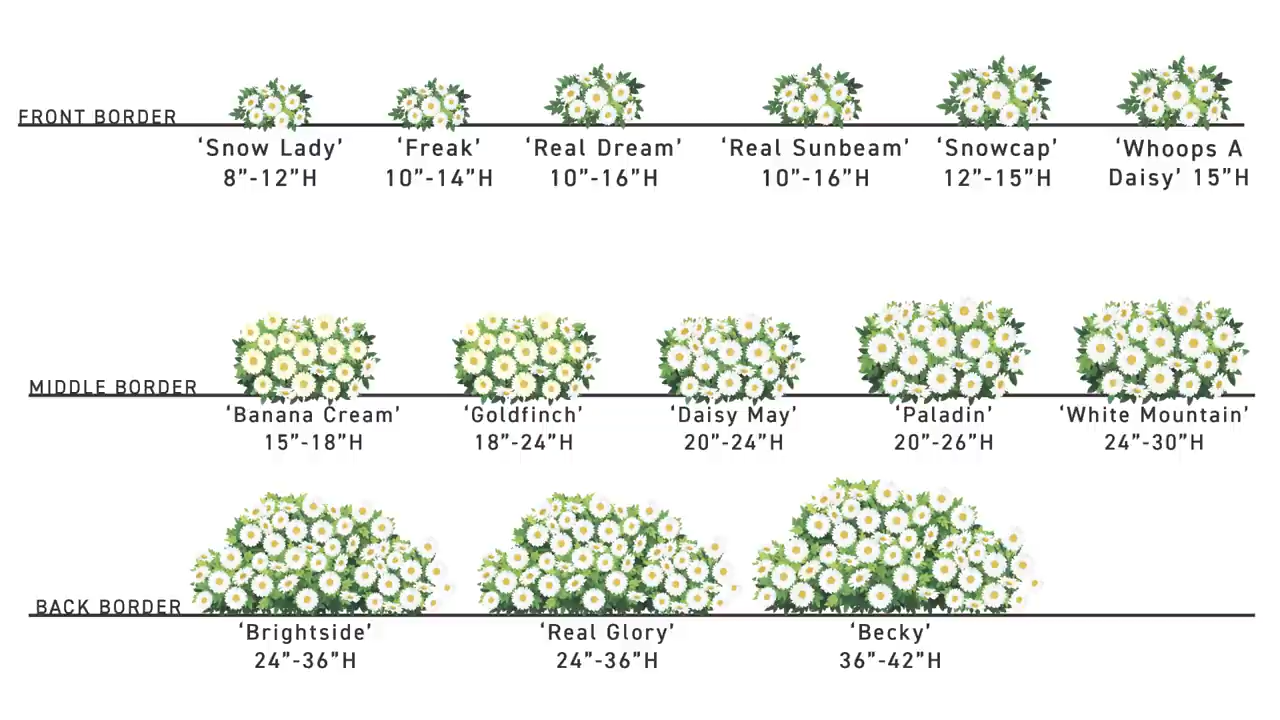 FRONT BORDER
‘Snow Lady’ ‘Freak’ ‘Real Dream’ ‘Real Sunbeam’ ‘Snowcap’ ‘Whoops A
8”-12”H 10”-14”H 10”-16”H 10”-16”H 12”-15”H Daisy’ 15”H
MIDDLE BORDER
‘Banana Cream’ ‘Goldfinch’ ‘Daisy May’ ‘Paladin’ ‘White Mountain’
15”-18”H 18”-24”H 20”-24”H 20”-26”H 24”-30”H
BACK BORDER
‘Brightside’ ‘Real Glory’ ‘Becky’
24”-36”H 24”-36”H 36”-42”H